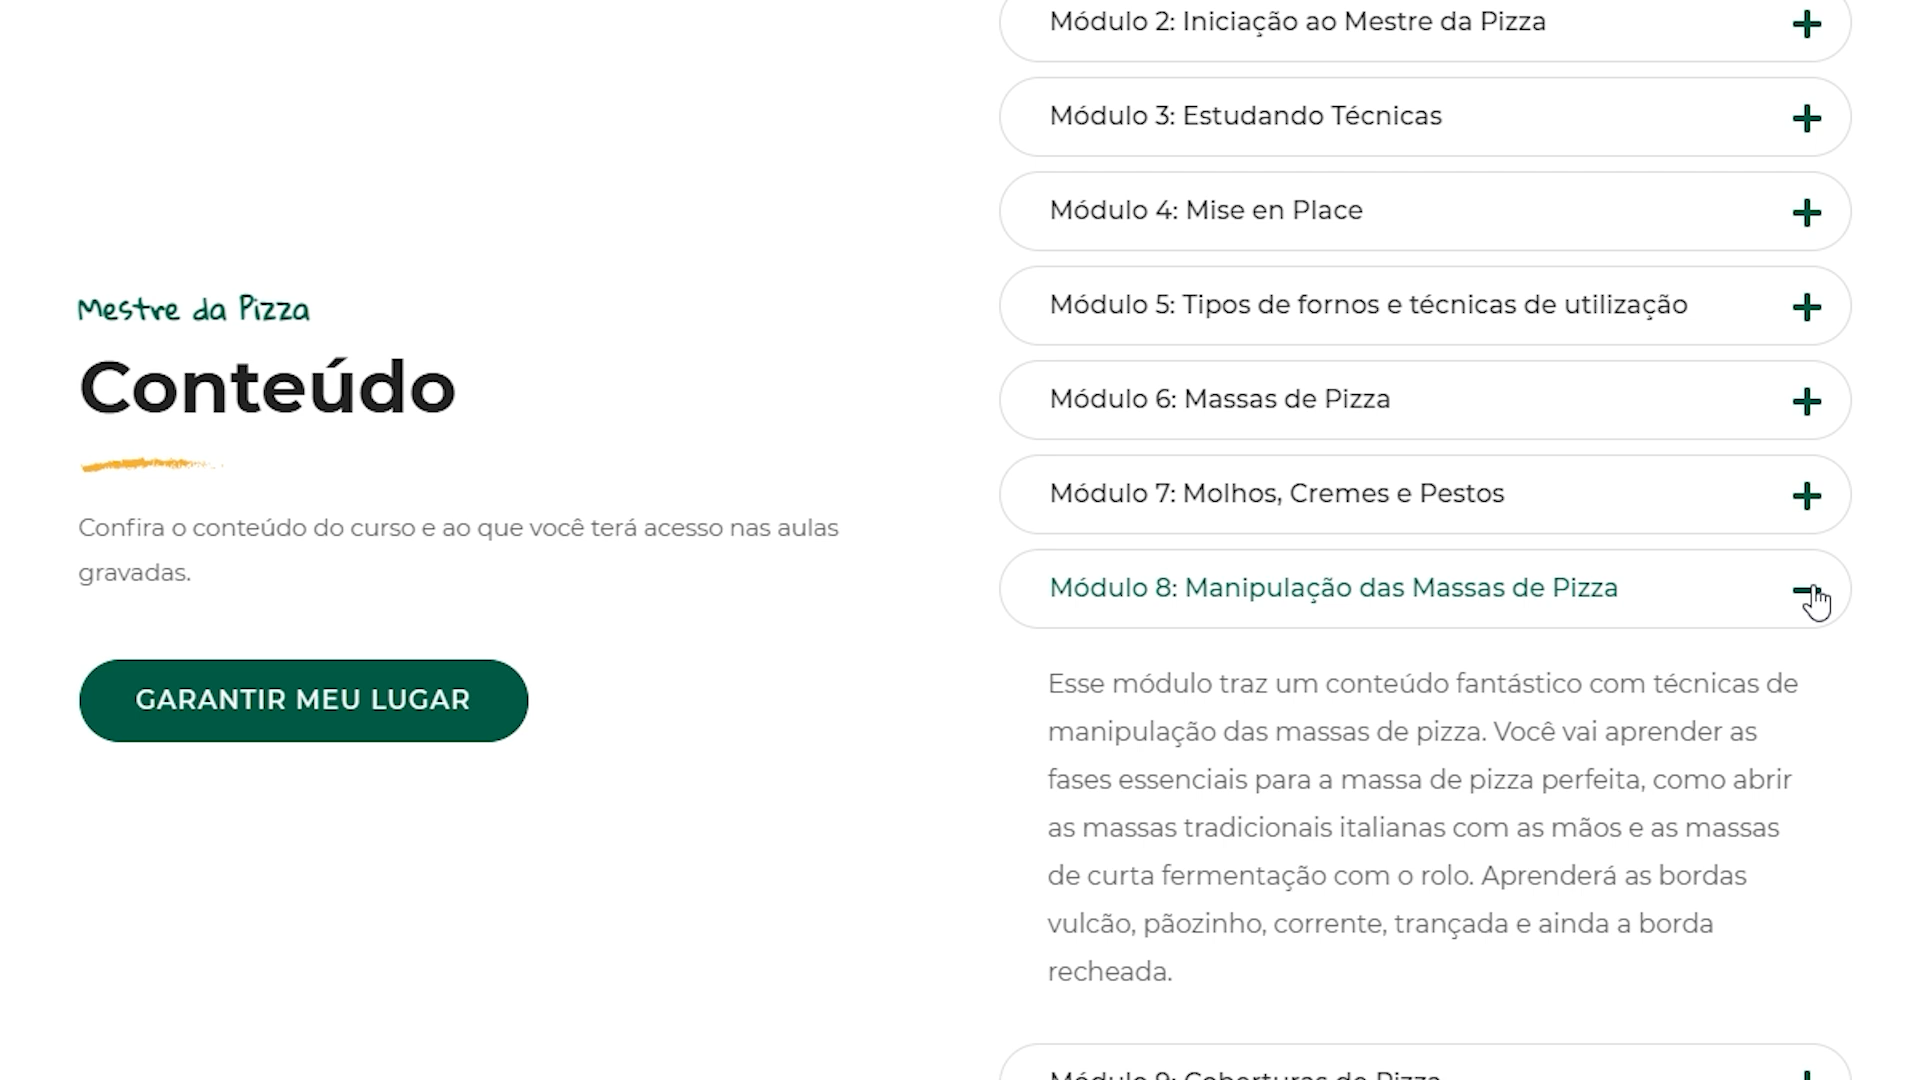 Mestre da Pizza
Conteúdo
Confira o conteúdo do curso e ao que você terá acesso nas aulas
gravadas.
GARANTIR MEU LUGAR
Módulo 2: Iniciação ao Mestre da Pizza
Módulo 3: Estudando Técnicas
Módulo 4: Mise en Place
Módulo 5: Tipos de fornos e técnicas de utilização
Módulo 6: Massas de Pizza
Módulo 7: Molhos, Cremes e Pestos
Módulo 8: Manipulação das Massas de Pizza
Esse módulo traz um conteúdo fantástico com técnicas de
manipulação das massas de pizza. Você vai aprender as
fases essenciais para a massa de pizza perfeita, como abrir
as massas tradicionais italianas com as mãos e as massas
de curta fermentação com o rolo. Aprenderá as bordas
vulcão, pãozinho, corrente, trançada e ainda a borda
recheada.
Módulo 9: Coberturas de Pizza